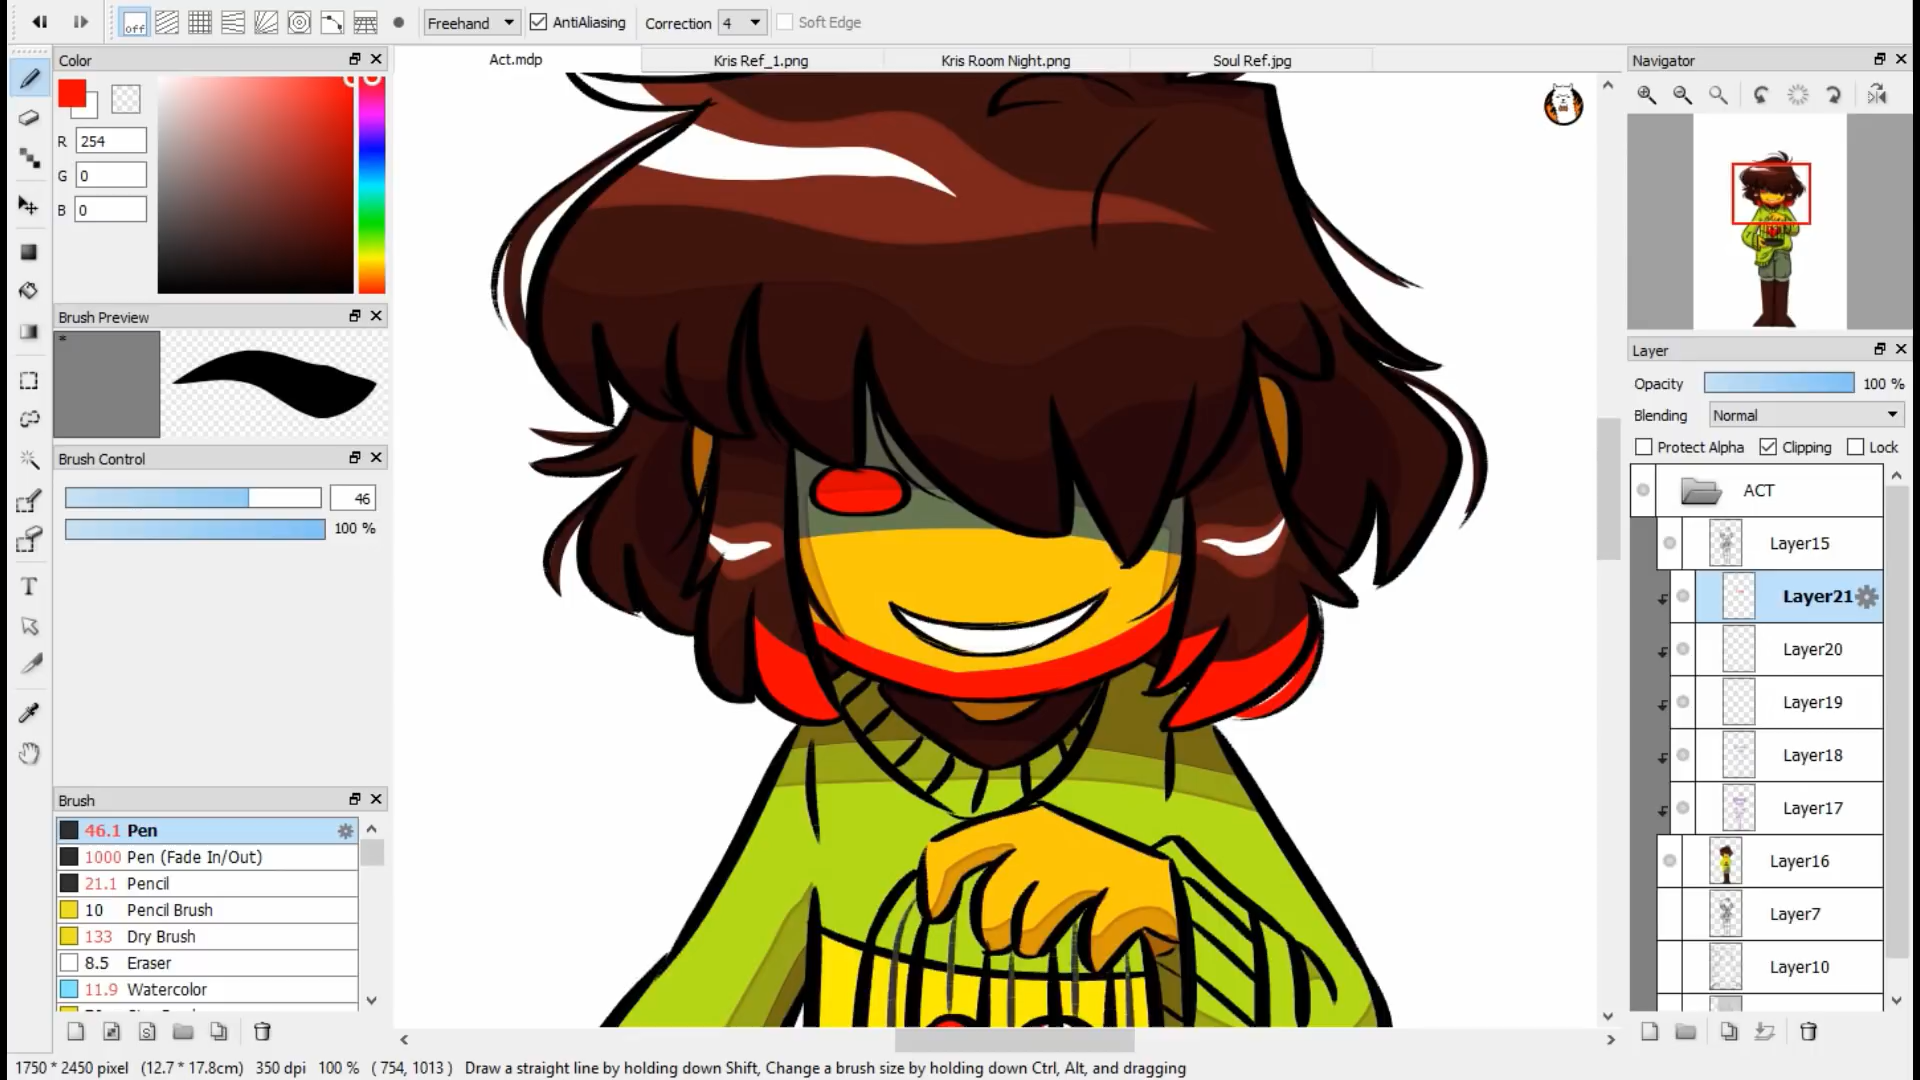 off
Freehand
AntiAliasing
Correction
4
Soft Edge
Color
Act.mdp
Kris Ref_1.png
Kris Room Night.png
Soul Ref.jpg
Navigator
R
254
G
0
B
0
Brush Preview
*
Layer
Opacity
100 %
Blending
Normal
Protect Alpha
Clipping
Lock
Brush Control
46
100 %
ACT
Layer15
Layer21
Layer20
Layer19
Layer18
Layer17
Layer16
Layer7
Layer10
T
Brush
46.1 Pen
1000 Pen (Fade In/Out)
21.1 Pencil
10 Pencil Brush
133 Dry Brush
8.5 Eraser
11.9 Watercolor
S
1750 * 2450 pixel (12.7 * 17.8cm) 350 dpi 100 % ( 754, 1013 ) Draw a straight line by holding down Shift, Change a brush size by holding down Ctrl, Alt, and dragging